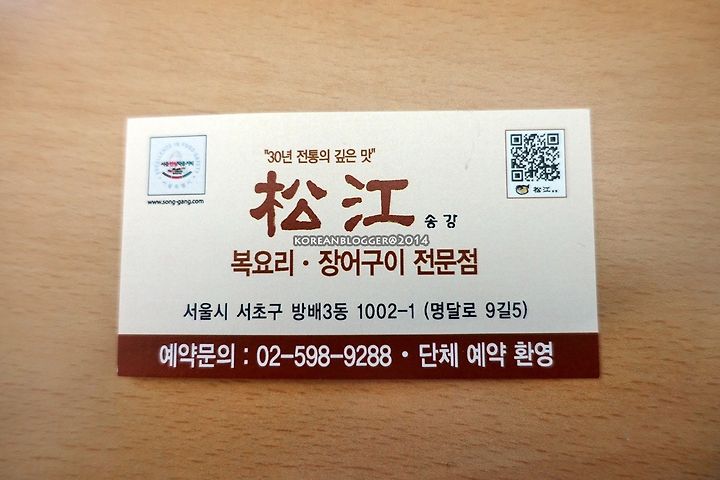 "30년 전통의 깊은 맛"
松江 송강
KOREANBLOGGER@2014
복요리 · 장어구이 전문점
www.song-gang.com
松江
서울시 서초구 방배3동 1002-1 (명달로 9길5)
예약문의 : 02-598-9288 · 단체 예약 환영